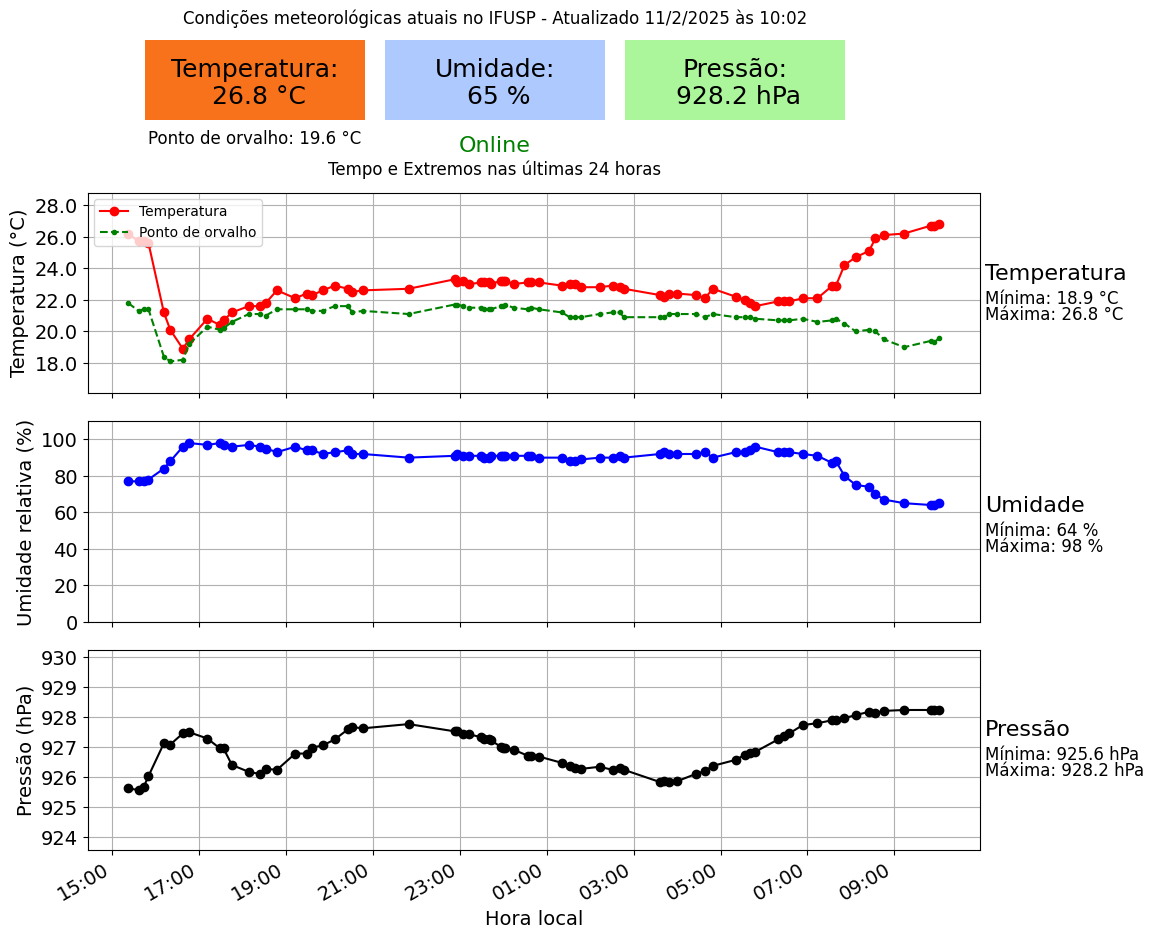 Condições meteorológicas atuais no IFUSP - Atualizado 11/2/2025 às 10:02
Temperatura:
26.8 °C
Umidade:
65 %
Pressão:
928.2 hPa
Ponto de orvalho: 19.6 °C
Online
Tempo e Extremos nas últimas 24 horas
Temperatura (°C)
28.0
26.0
24.0
22.0
20.0
18.0
Temperatura
Ponto de orvalho
Temperatura
Mínima: 18.9 °C
Máxima: 26.8 °C
Umidade relativa (%)
100
80
60
40
20
0
Umidade
Mínima: 64 %
Máxima: 98 %
Pressão (hPa)
930
929
928
927
926
925
924
Pressão
Mínima: 925.6 hPa
Máxima: 928.2 hPa
15:00
17:00
19:00
21:00
23:00
01:00
03:00
05:00
07:00
09:00
Hora local